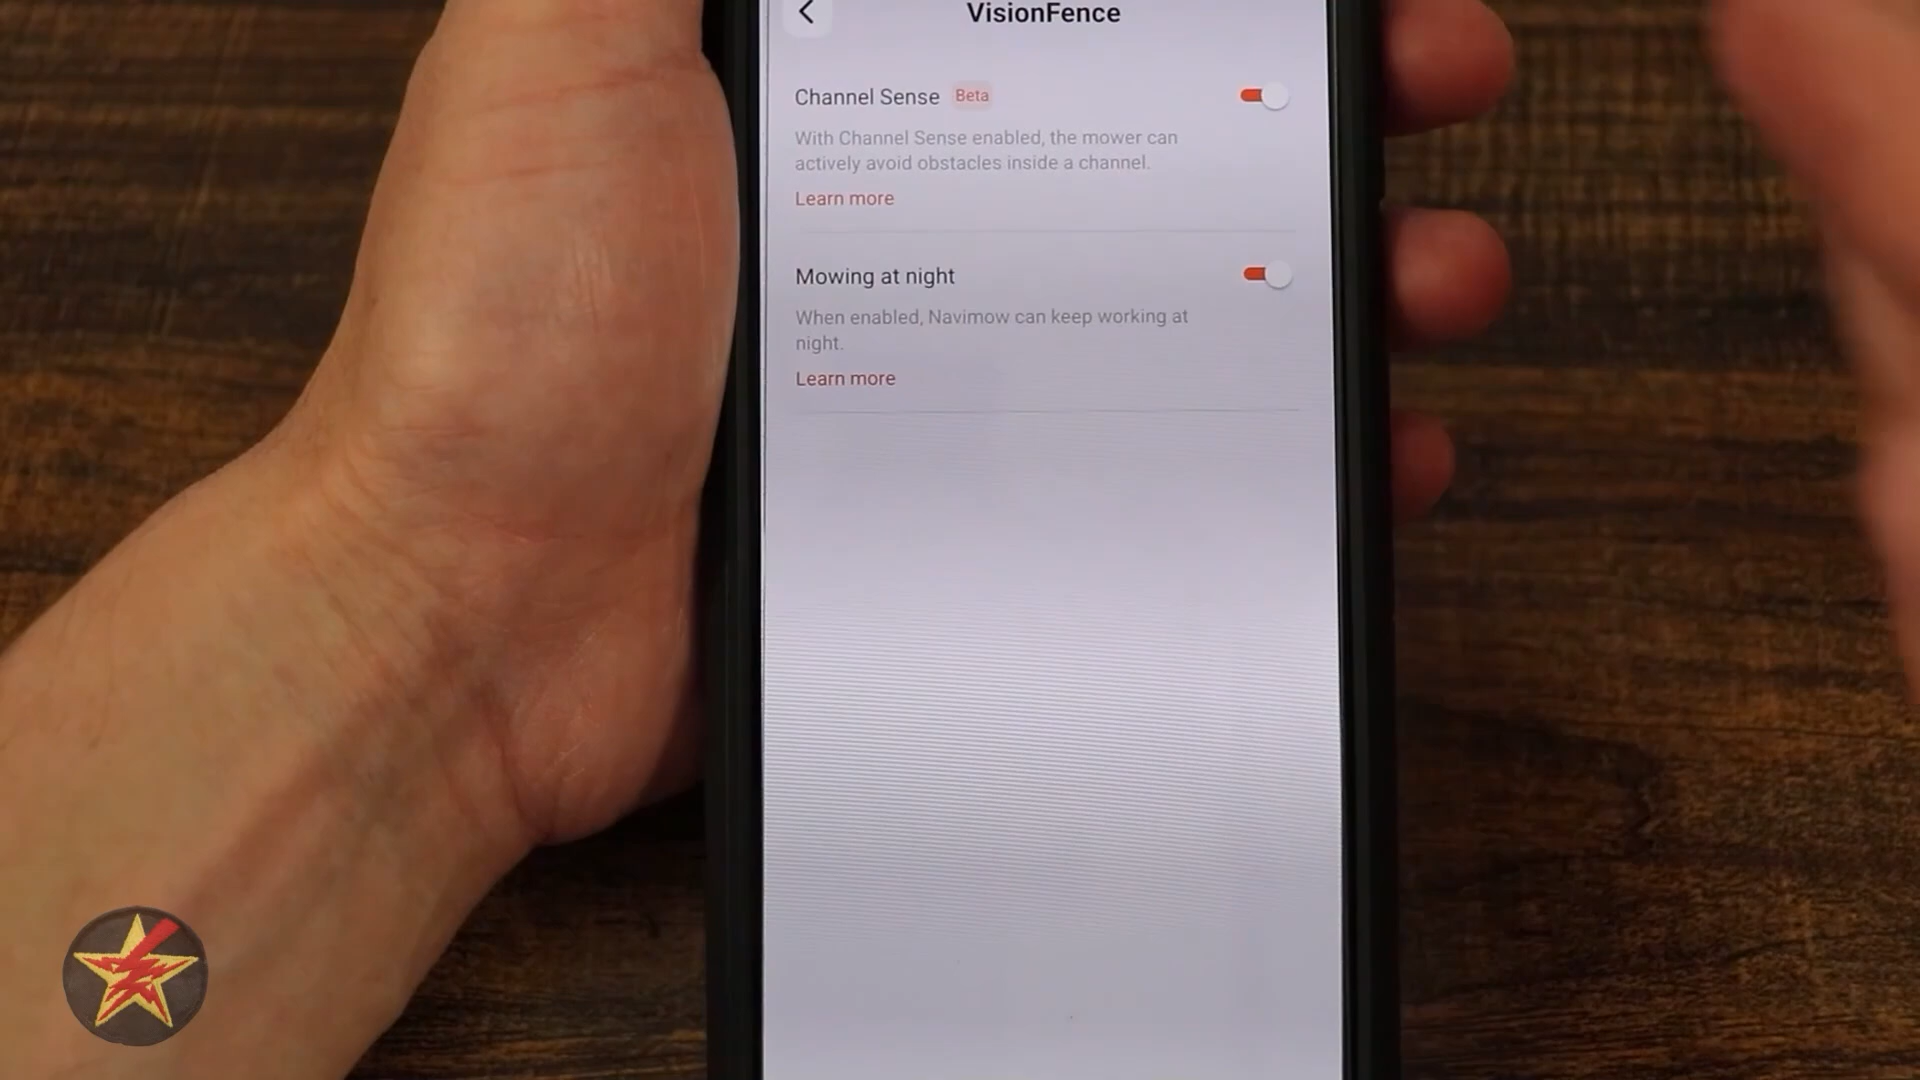 VisionFence
Channel Sense Beta
With Channel Sense enabled, the mower can
actively avoid obstacles inside a channel.
Learn more
Mowing at night
When enabled, Navimow can keep working at
night.
Learn more